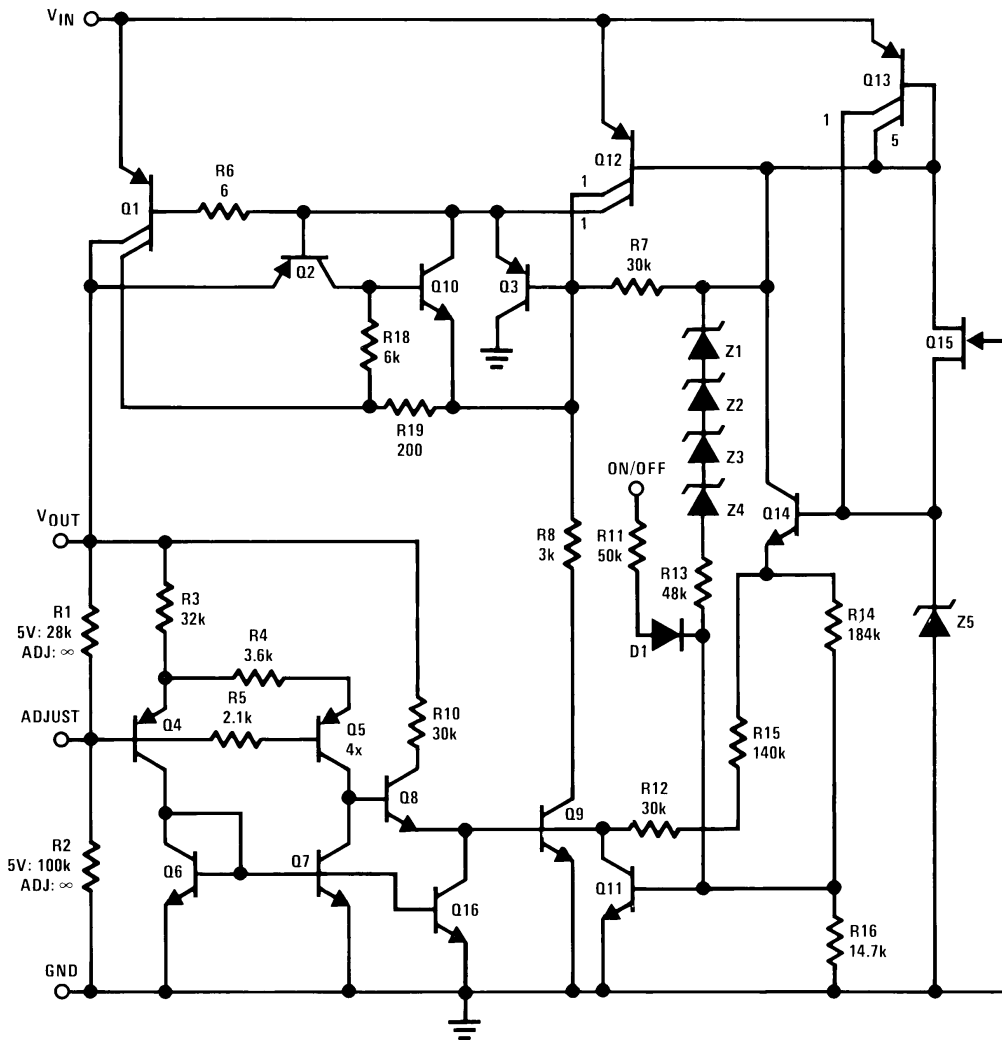 VIN
Q13
1
5
Q12
1
1
R6
6
Q1
R7
30k
Q2
Q10
Q3
Z1
Q15
R18
6k
Z2
Z3
R19
200
ON/OFF
Z4
Q14
VOUT
R8
3k
R11
50k
R13
48k
R3
32k
R1
5V: 28k
ADJ: ∞
R14
184k
Z5
D1
R4
3.6k
R5
2.1k
ADJUST
Q4
Q5
4x
R10
30k
R15
140k
Q8
Q9
R12
30k
R2
5V: 100k
ADJ: ∞
Q6
Q7
Q11
Q16
R16
14.7k
GND